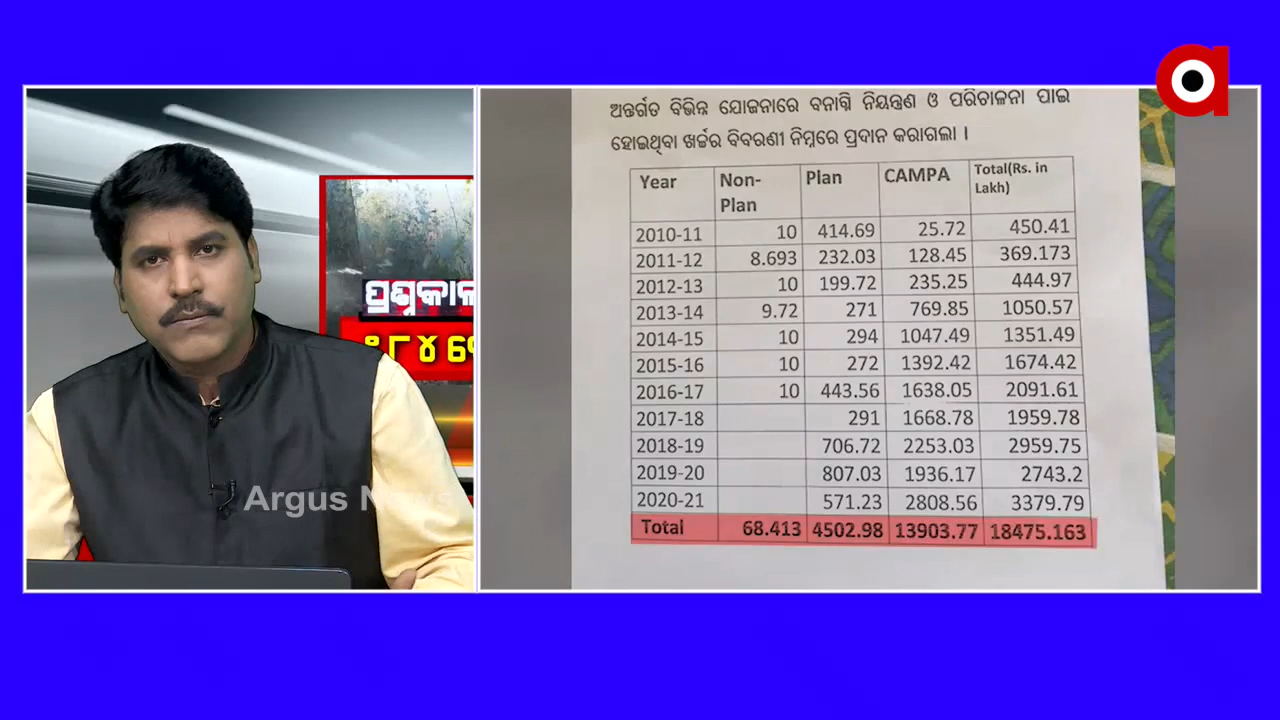 ପ୍ରଶ୍ନକାଳ
୧୮୪ କୋ
Argus News
ଅନ୍ତର୍ଗତ ବିଭିନ୍ନ ଯୋଜନାରେ ବନାଗ୍ନି ନିୟନ୍ତ୍ରଣ ଓ ପରିଚାଳନା ପାଇଁ
ହୋଇଥିବା ଖର୍ଚ୍ଚର ବିବରଣୀ ନିମ୍ନରେ ପ୍ରଦାନ କରାଗଲା ।
Year Non-Plan Plan CAMPA Total(Rs. in Lakh)
2010-11 10 414.69 25.72 450.41
2011-12 8.693 232.03 128.45 369.173
2012-13 10 199.72 235.25 444.97
2013-14 9.72 271 769.85 1050.57
2014-15 10 294 1047.49 1351.49
2015-16 10 272 1392.42 1674.42
2016-17 10 443.56 1638.05 2091.61
2017-18 291 1668.78 1959.78
2018-19 706.72 2253.03 2959.75
2019-20 807.03 1936.17 2743.2
2020-21 571.23 2808.56 3379.79
Total 68.413 4502.98 13903.77 18475.163